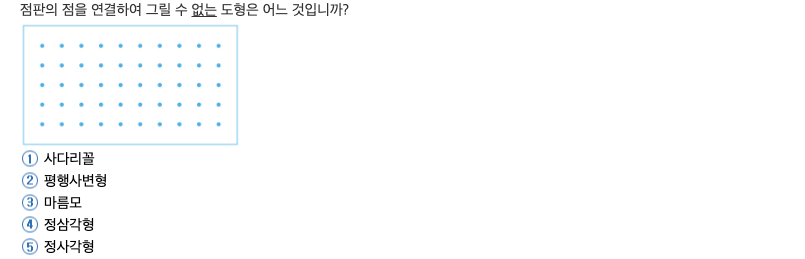 점판의 점을 연결하여 그릴 수 없는 도형은 어느 것입니까?
① 사다리꼴
② 평행사변형
③ 마름모
④ 정삼각형
⑤ 정사각형